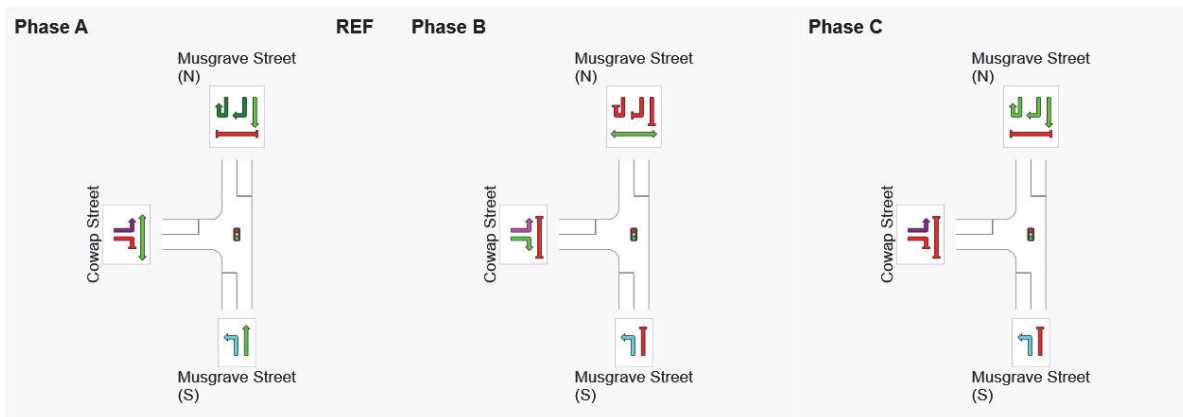 Phase A
REF
Musgrave Street
(N)
Cowap Street
Musgrave Street
(S)
Phase B
Musgrave Street
(N)
Cowap Street
Musgrave Street
(S)
Phase C
Musgrave Street
(N)
Cowap Street
Musgrave Street
(S)